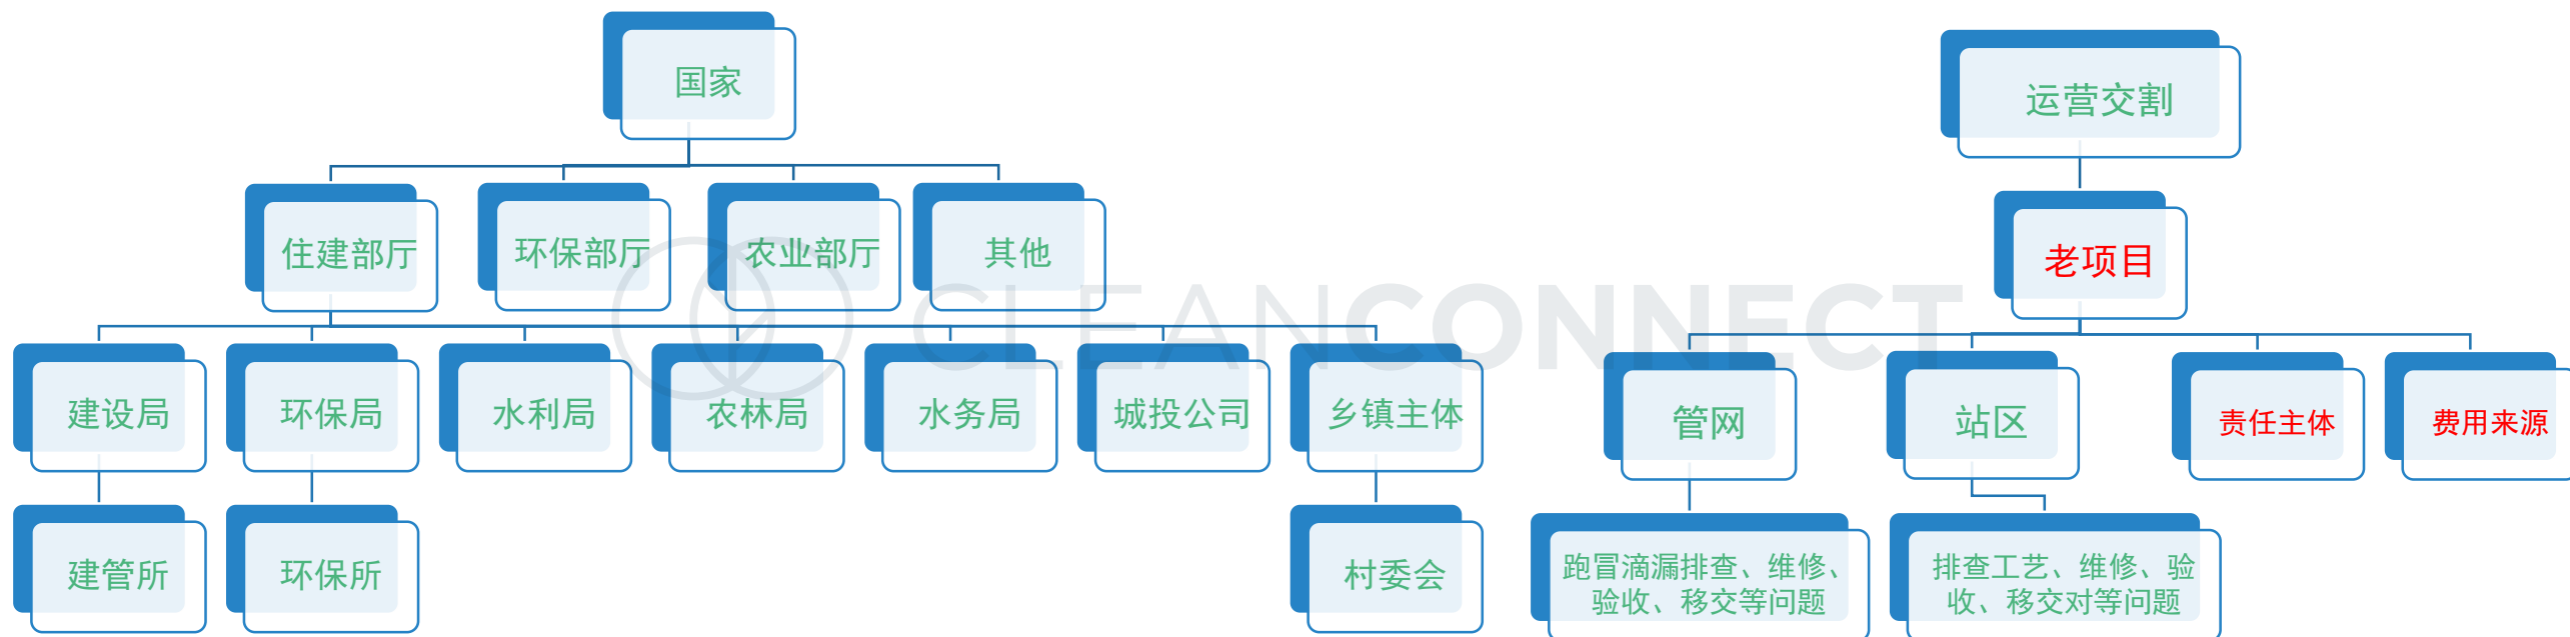 国家
住建部厅
环保部厅
农业部厅
其他
建设局
环保局
水利局
农林局
水务局
城投公司
乡镇主体
建管所
环保所
村委会
运营交割
老项目
管网
站区
责任主体
费用来源
跑冒滴漏排查、维修、
验收、移交等问题
排查工艺、维修、验
收、移交对等问题
CLEANCONNECT